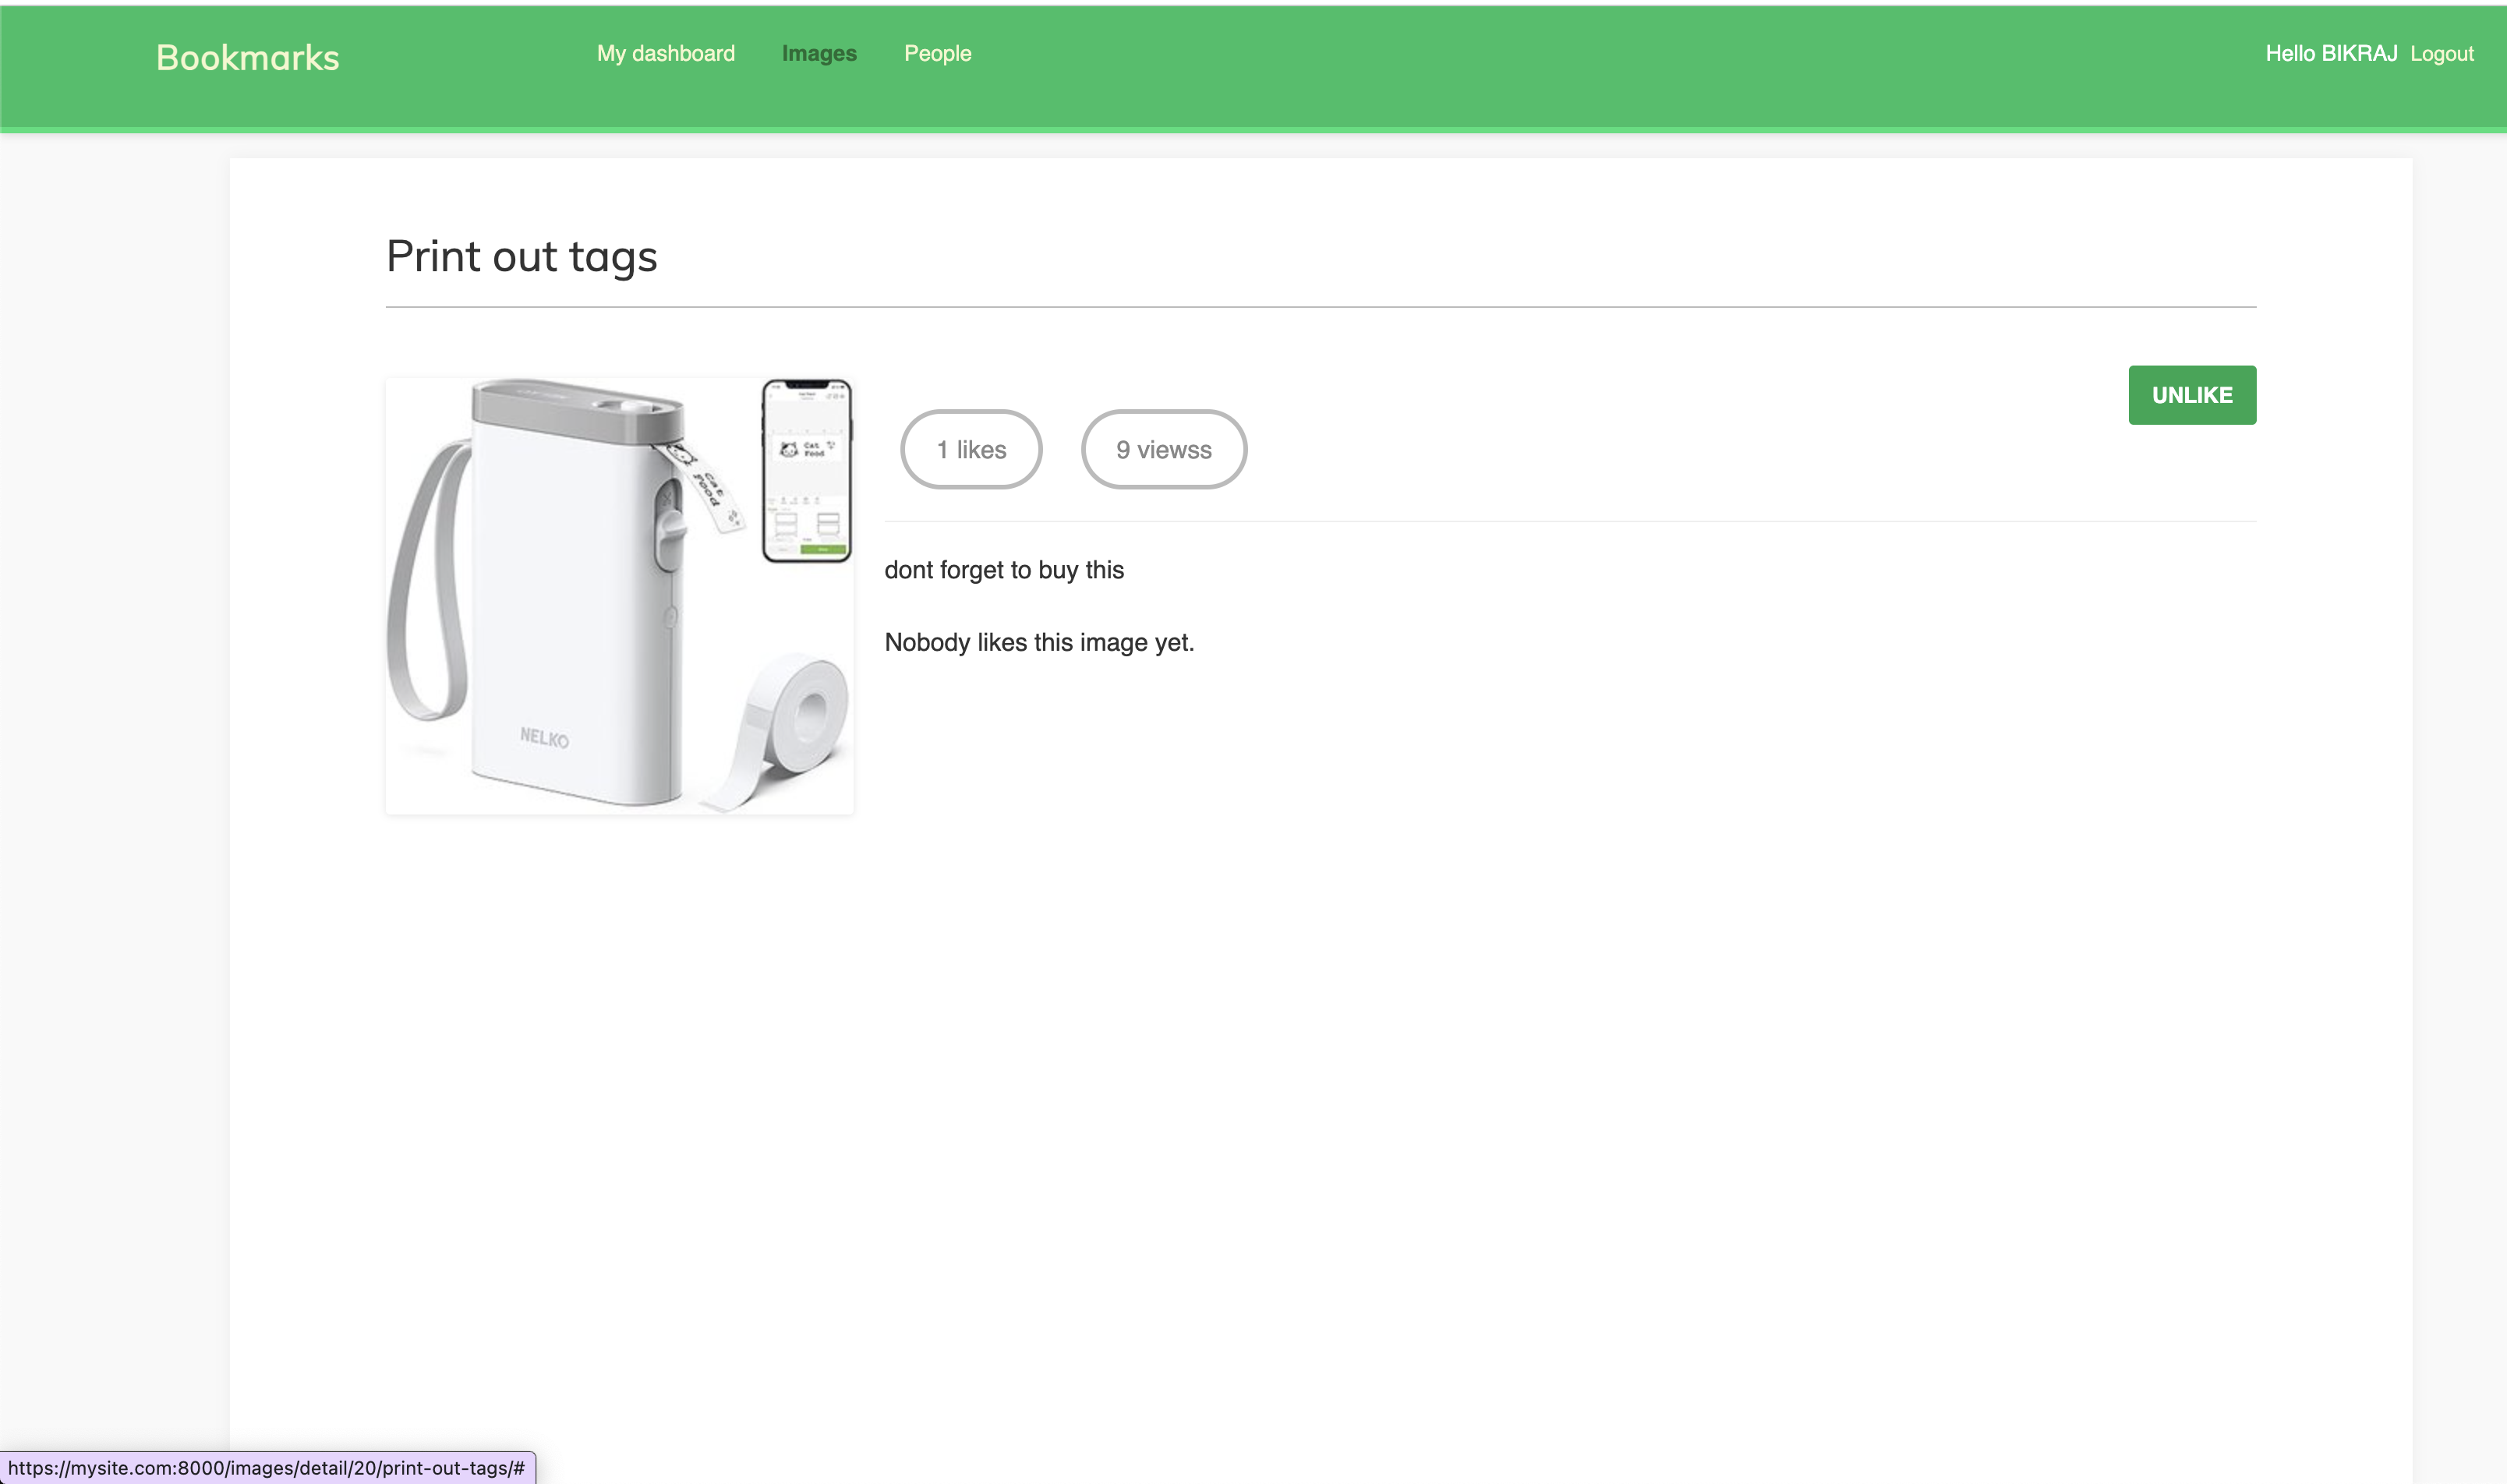 Bookmarks
My dashboard Images People
Hello BIKRAJ Logout
Print out tags
UNLIKE
1 likes 9 viewss
Cat Food
Cat Food
dont forget to buy this
Nobody likes this image yet.
NELKO
https://mysite.com:8000/images/detail/20/print-out-tags/#